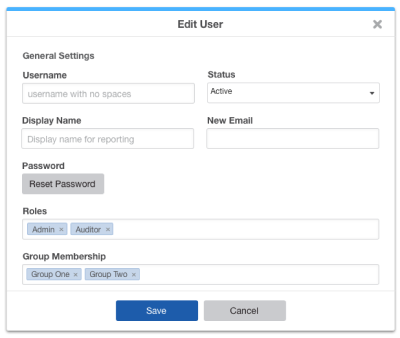 Edit User ×
General Settings
Username
Status
username with no spaces
Active
Display Name
New Email
Display name for reporting
Password
Reset Password
Roles
Admin × Auditor ×
Group Membership
Group One × Group Two ×
Save Cancel